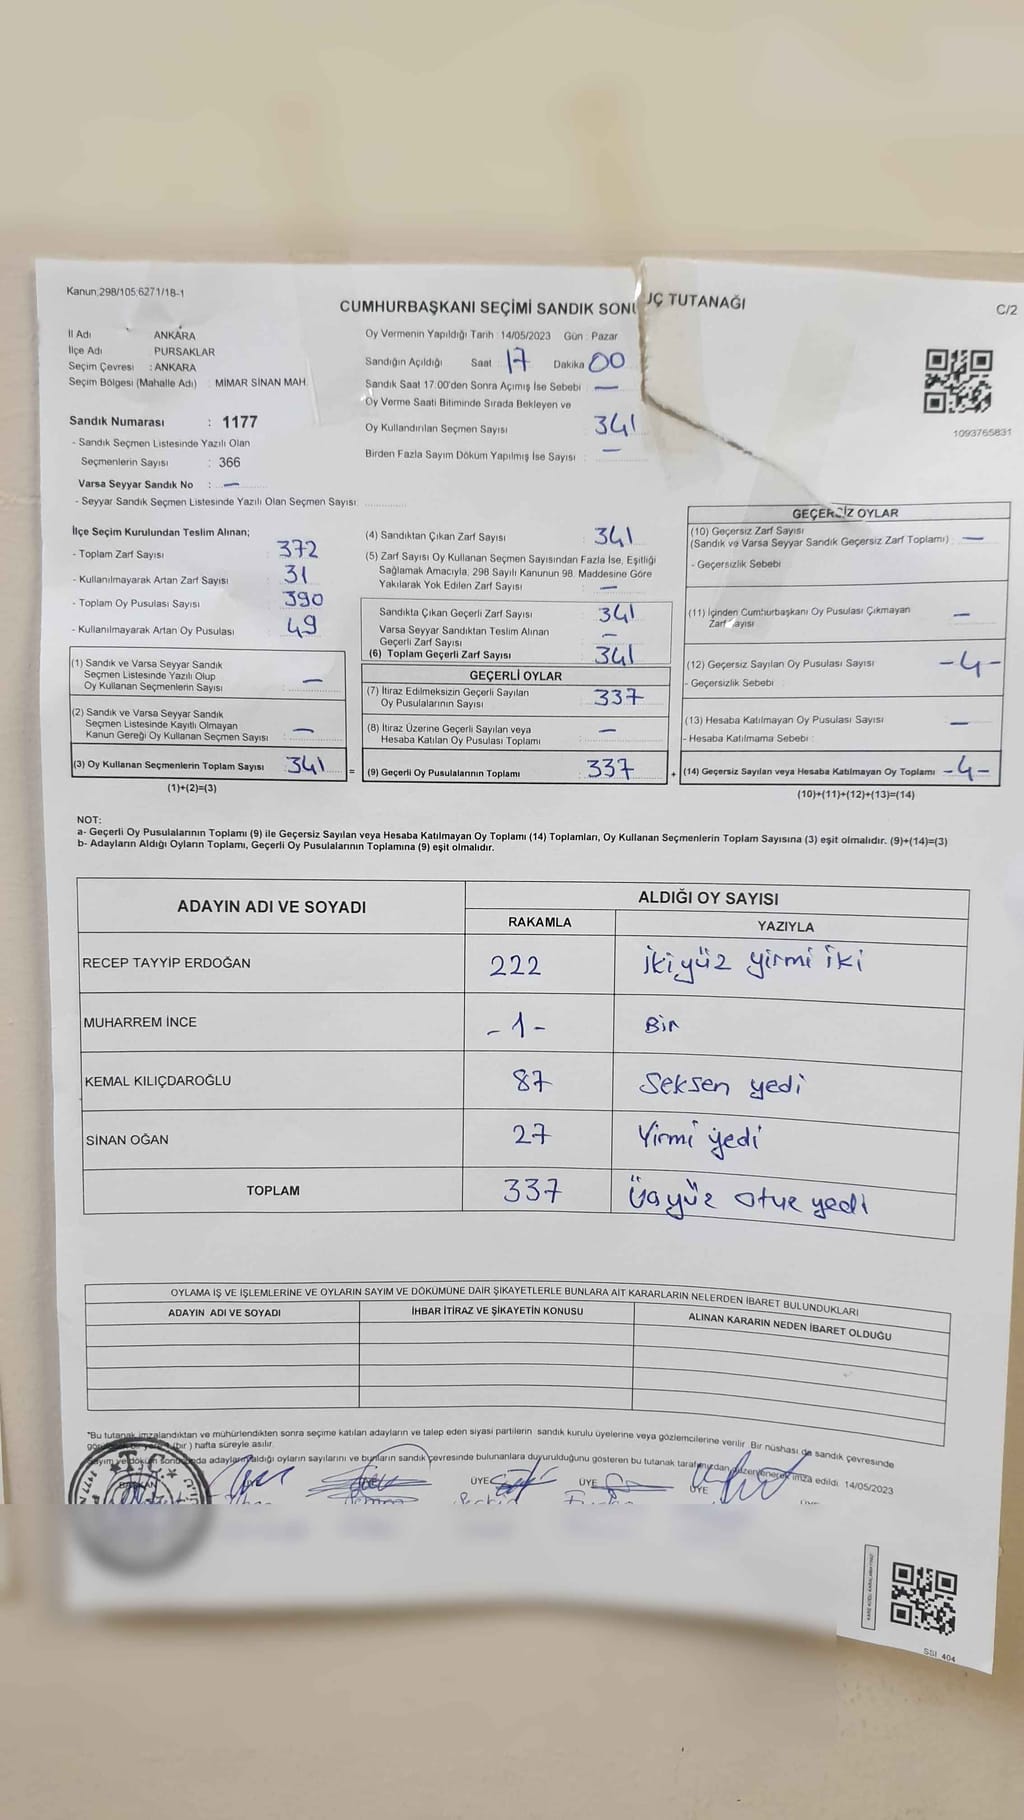 Kanun;298/105;6271/18-1
CUMHURBAŞKANI SEÇİMİ SANDIK SONUÇ TUTANAĞI
C/2
İl Adı ANKARA
İlçe Adı PURSAKLAR
Seçim Çevresi : ANKARA
Seçim Bölgesi (Mahalle Adı) : MİMAR SİNAN MAH.
Sandık Numarası : 1177
- Sandık Seçmen Listesinde Yazılı Olan
Seçmenlerin Sayısı : 366
Varsa Seyyar Sandık No : —
- Seyyar Sandık Seçmen Listesinde Yazılı Olan Seçmen Sayısı:
Oy Vermenin Yapıldığı Tarih : 14/05/2023 Gün : Pazar
Sandığın Açıldığı Saat 17 Dakika 00
Sandık Saat 17:00'den Sonra Açımış İse Sebebi —
Oy Verme Saati Bitiminde Sırada Bekleyen ve
Oy Kullandırılan Seçmen Sayısı 341
Birden Fazla Sayım Döküm Yapılmış İse Sayısı : —
1093765831
İlçe Seçim Kurulundan Teslim Alınan;
- Toplam Zarf Sayısı 372
- Kullanılmayarak Artan Zarf Sayısı 31
- Toplam Oy Pusulası Sayısı 390
- Kullanılmayarak Artan Oy Pusulası 49
(1) Sandık ve Varsa Seyyar Sandık
Seçmen Listesinde Yazılı Olup
Oy Kullanan Seçmenlerin Sayısı : —
(2) Sandık ve Varsa Seyyar Sandık
Seçmen Listesinde Kayıtlı Olmayan
Kanun Gereği Oy Kullanan Seçmen Sayısı : —
(3) Oy Kullanan Seçmenlerin Toplam Sayısı 341 =
(1)+(2)=(3)
(4) Sandıktan Çıkan Zarf Sayısı : 341
(5) Zarf Sayısı Oy Kullanan Seçmen Sayısından Fazla İse, Eşitliği
Sağlamak Amacıyla, 298 Sayılı Kanunun 98. Maddesine Göre
Yakılarak Yok Edilen Zarf Sayısı : —
Sandıkta Çıkan Geçerli Zarf Sayısı : 341
Varsa Seyyar Sandıktan Teslim Alınan
Geçerli Zarf Sayısı : —
(6) Toplam Geçerli Zarf Sayısı : 341
GEÇERLİ OYLAR
(7) İtiraz Edilmeksizin Geçerli Sayılan
Oy Pusulalarının Sayısı : 337
(8) İtiraz Üzerine Geçerli Sayılan veya
Hesaba Katılan Oy Pusulası Toplamı : —
(9) Geçerli Oy Pusulalarının Toplamı 337 +
GEÇERSİZ OYLAR
(10) Geçersiz Zarf Sayısı
(Sandık ve Varsa Seyyar Sandık Geçersiz Zarf Toplamı) : —
- Geçersizlik Sebebi
(11) İçinden Cumhurbaşkanı Oy Pusulası Çıkmayan
Zarf Sayısı —
(12) Geçersiz Sayılan Oy Pusulası Sayısı -4-
- Geçersizlik Sebebi
(13) Hesaba Katılmayan Oy Pusulası Sayısı —
- Hesaba Katılmama Sebebi :
(14) Geçersiz Sayılan veya Hesaba Katılmayan Oy Toplamı -4-
(10)+(11)+(12)+(13)=(14)
NOT:
a- Geçerli Oy Pusulalarının Toplamı (9) ile Geçersiz Sayılan veya Hesaba Katılmayan Oy Toplamı (14) Toplamları, Oy Kullanan Seçmenlerin Toplam Sayısına (3) eşit olmalıdır. (9)+(14)=(3)
b- Adayların Aldığı Oyların Toplamı, Geçerli Oy Pusulalarının Toplamına (9) eşit olmalıdır.
ADAYIN ADI VE SOYADI ALDIĞI OY SAYISI
RAKAMLA YAZIYLA
RECEP TAYYİP ERDOĞAN 222 İkiyüz yirmi iki
MUHARREM İNCE -1- Bir
KEMAL KILIÇDAROĞLU 87 Seksen yedi
SİNAN OĞAN 27 Yirmi yedi
TOPLAM 337 Üçyüz otuz yedi
OYLAMA İŞ VE İŞLEMLERİNE VE OYLARIN SAYIM VE DÖKÜMÜNE DAİR ŞİKAYETLERLE BUNLARA AİT KARARLARIN NELERDEN İBARET BULUNDUKLARI
ADAYIN ADI VE SOYADI İHBAR İTİRAZ VE ŞİKAYETİN KONUSU ALINAN KARARIN NEDEN İBARET OLDUĞU
"Bu tutanak imzalandıktan ve mühürlendikten sonra seçime katılan adayların ve talep eden siyasi partilerin sandık kurulu üyelerine veya gözlemcilerine verilir. Bir nüshası da sandık çevresinde
bir yere 1 (bir) hafta süreyle asılır.
Sayım ve döküm sonucunda adayların aldığı oyların sayılarını ve bunların sandık çevresinde bulunanlara duyurulduğunu gösteren bu tutanak tarafımızdan düzenlenerek imza edildi. 14/05/2023
BAŞKAN ÜYE ÜYE ÜYE
SSİ 404